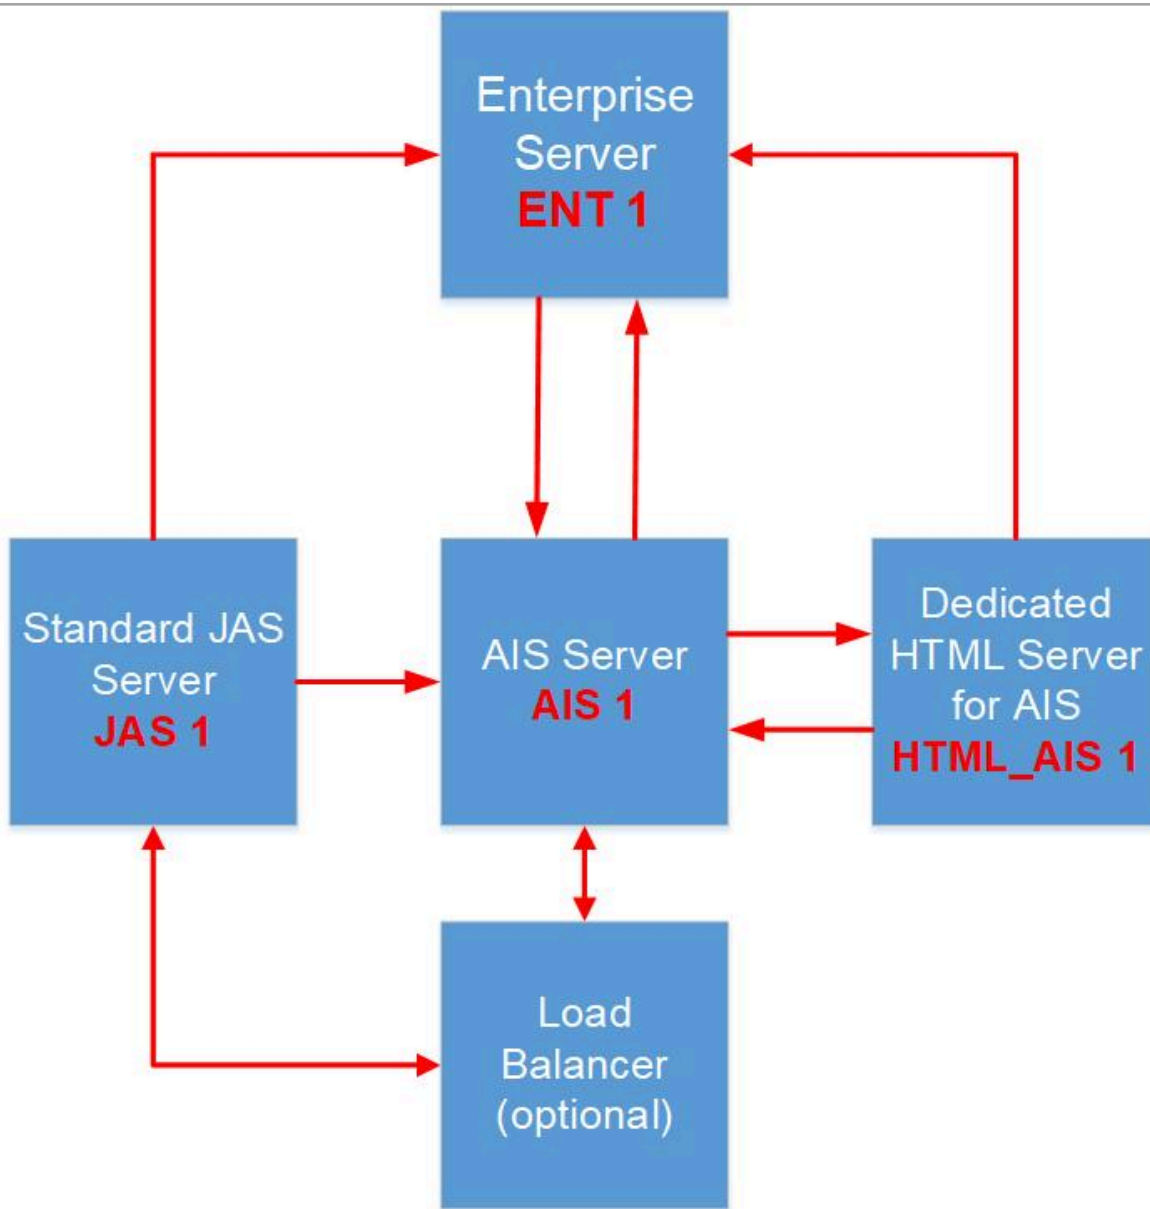 Enterprise
Server
ENT 1
Standard JAS
Server
JAS 1
AIS Server
AIS 1
Dedicated
HTML Server
for AIS
HTML_AIS 1
Load
Balancer
(optional)